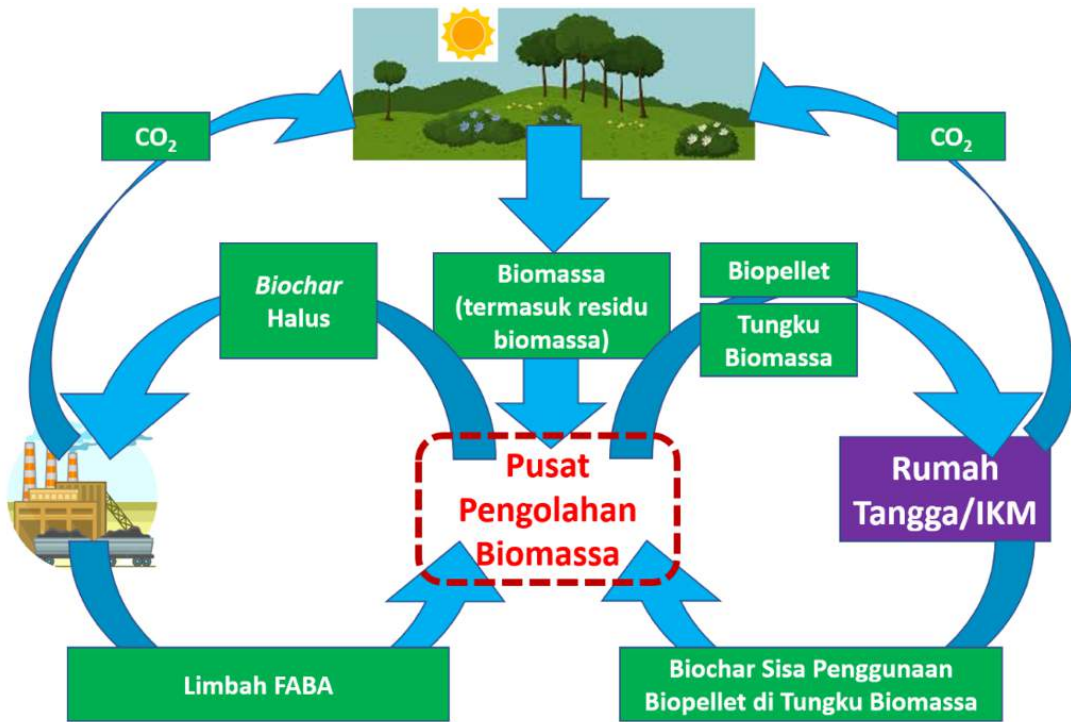 CO₂
CO₂
Biochar
Halus
Biomassa
(termasuk residu
biomassa)
Biopellet
Tungku
Biomassa
Pusat
Pengolahan
Biomassa
Rumah
Tangga/IKM
Limbah FABA
Biochar Sisa Penggunaan
Biopellet di Tungku Biomassa